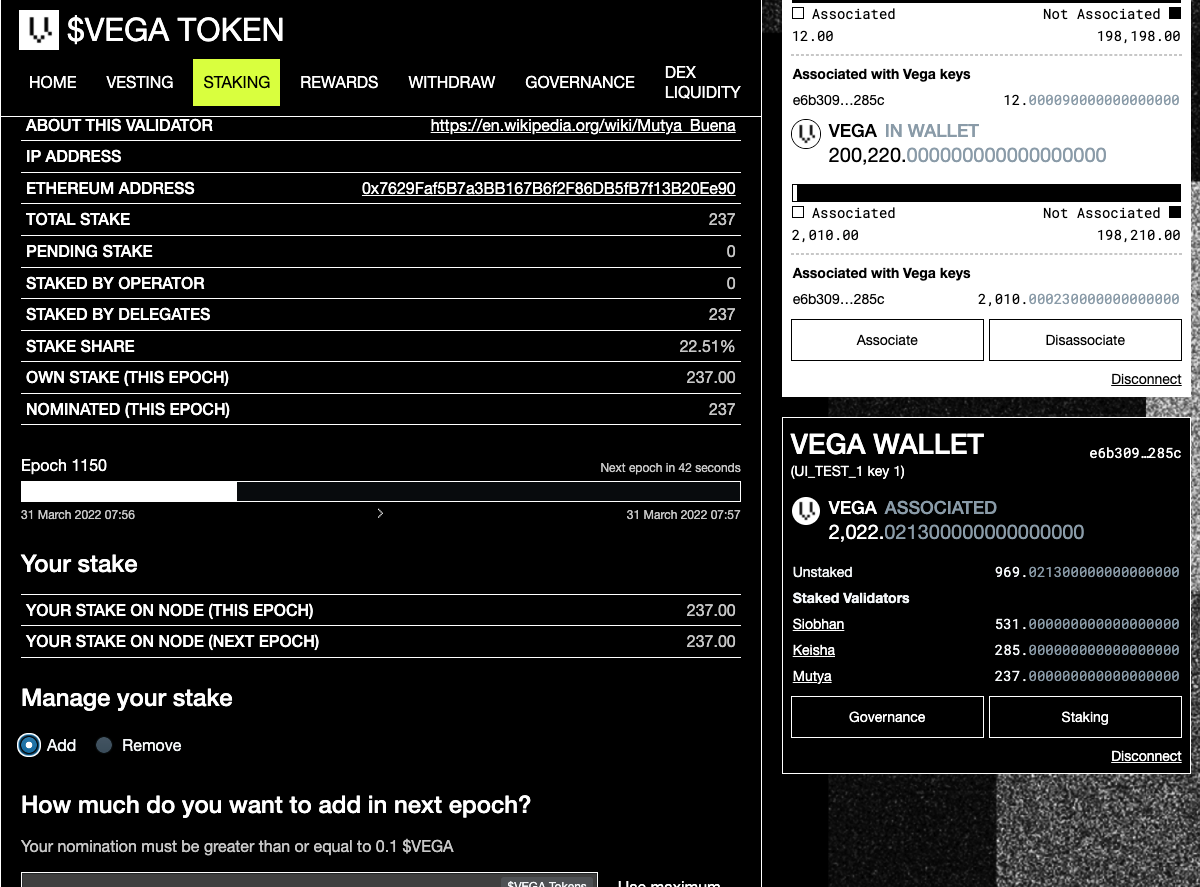 $VEGA TOKEN
HOME VESTING STAKING REWARDS WITHDRAW GOVERNANCE DEX LIQUIDITY
ABOUT THIS VALIDATOR https://en.wikipedia.org/wiki/Mutya_Buena
IP ADDRESS
ETHEREUM ADDRESS 0x7629Faf5B7a3BB167B6f2F86DB5fB7f13B20Ee90
TOTAL STAKE 237
PENDING STAKE 0
STAKED BY OPERATOR 0
STAKED BY DELEGATES 237
STAKE SHARE 22.51%
OWN STAKE (THIS EPOCH) 237.00
NOMINATED (THIS EPOCH) 237
Epoch 1150 Next epoch in 42 seconds
31 March 2022 07:56 > 31 March 2022 07:57
Your stake
YOUR STAKE ON NODE (THIS EPOCH) 237.00
YOUR STAKE ON NODE (NEXT EPOCH) 237.00
Manage your stake
Add Remove
How much do you want to add in next epoch?
Your nomination must be greater than or equal to 0.1 $VEGA
$VEGA Tokens Use maximum
Associated Not Associated
12.00 198,198.00
Associated with Vega keys
e6b309…285c 12.000090000000000000
VEGA IN WALLET
200,220.000000000000000000
Associated Not Associated
2,010.00 198,210.00
Associated with Vega keys
e6b309…285c 2,010.000230000000000000
Associate Disassociate
Disconnect
VEGA WALLET e6b309…285c
(UI_TEST_1 key 1)
VEGA ASSOCIATED
2,022.021300000000000000
Unstaked 969.021300000000000000
Staked Validators
Siobhan 531.000000000000000000
Keisha 285.000000000000000000
Mutya 237.000000000000000000
Governance Staking
Disconnect